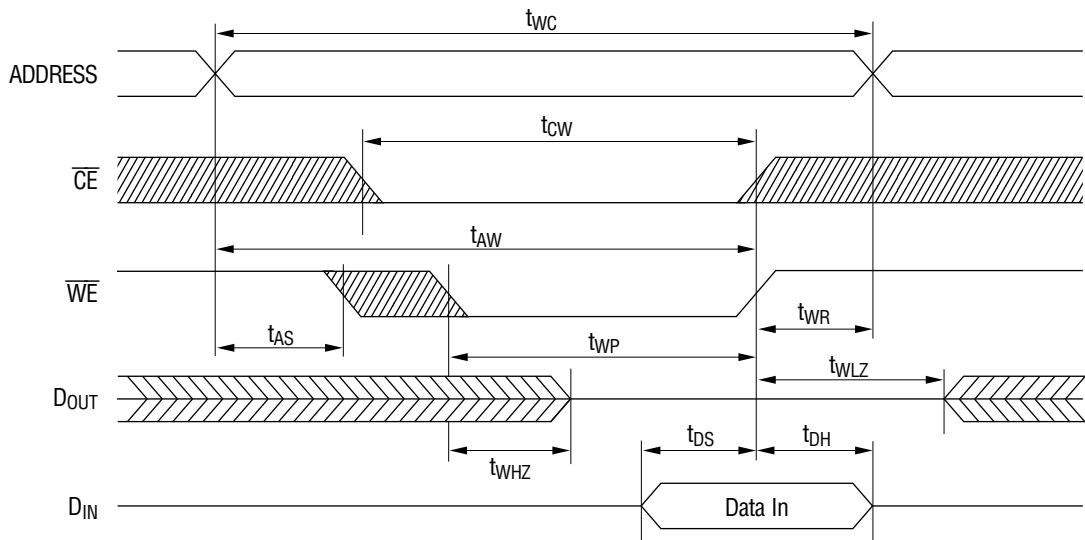 tWC
ADDRESS
tCW
CE
tAW
WE
tAS
tWR
tWP
tWLZ
DOUT
tDS
tDH
tWHZ
DIN
Data In